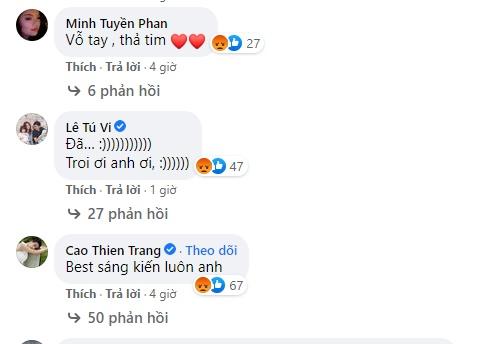 Minh Tuyền Phan
Vỗ tay , thả tim ❤️❤️
27
Thích · Trả lời · 4 giờ
6 phản hồi
Lê Tú Vi
Đã... :)))))))))))
Troi ơi anh ơi, :))))))
47
Thích · Trả lời · 1 giờ
27 phản hồi
Cao Thien Trang · Theo dõi
Best sáng kiến luôn anh
67
Thích · Trả lời · 4 giờ
50 phản hồi